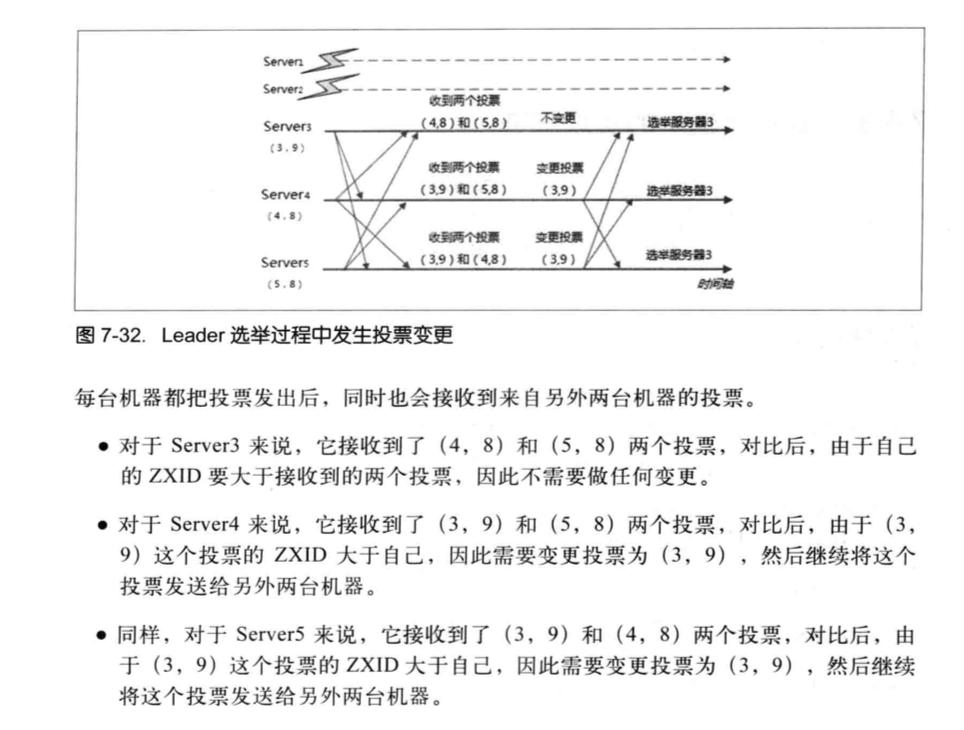 Server1
Server2
收到两个投票
Server3 (4,8)和(5,8) 不变更 选举服务器3
(3,9)
收到两个投票 变更投票
Server4 (3,9)和(5,8) (3,9) 选举服务器3
(4,8)
收到两个投票 变更投票
Server5 (3,9)和(4,8) (3,9) 选举服务器3
(5,8) 时间轴
图 7-32. Leader 选举过程中发生投票变更
每台机器都把投票发出后，同时也会接收到来自另外两台机器的投票。
● 对于 Server3 来说，它接收到了（4，8）和（5，8）两个投票，对比后，由于自己
的 ZXID 要大于接收到的两个投票，因此不需要做任何变更。
● 对于 Server4 来说，它接收到了（3，9）和（5，8）两个投票，对比后，由于（3，
9）这个投票的 ZXID 大于自己，因此需要变更投票为（3，9），然后继续将这个
投票发送给另外两台机器。
● 同样，对于 Server5 来说，它接收到了（3，9）和（4，8）两个投票，对比后，由
于（3，9）这个投票的 ZXID 大于自己，因此需要变更投票为（3，9），然后继续
将这个投票发送给另外两台机器。